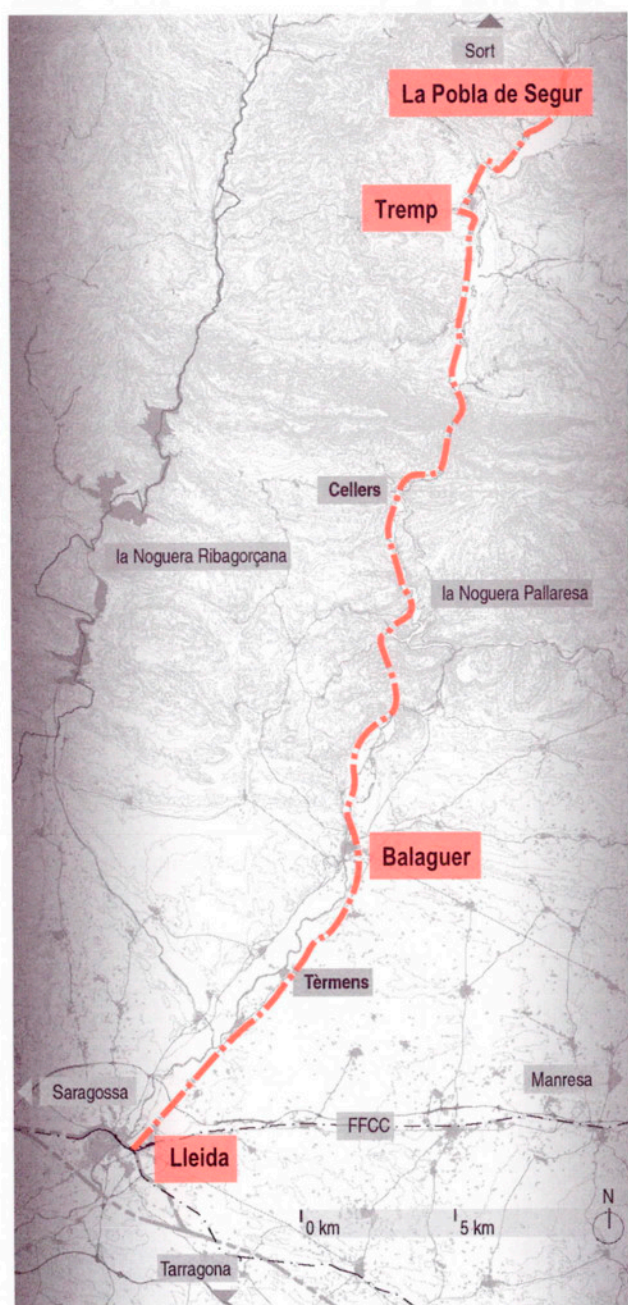 Sort
La Pobla de Segur
Tremp
Cellers
la Noguera Ribagorçana
la Noguera Pallaresa
Balaguer
Tèrmens
Saragossa
Manresa
FFCC
Lleida
N
0 km
5 km
Tarragona